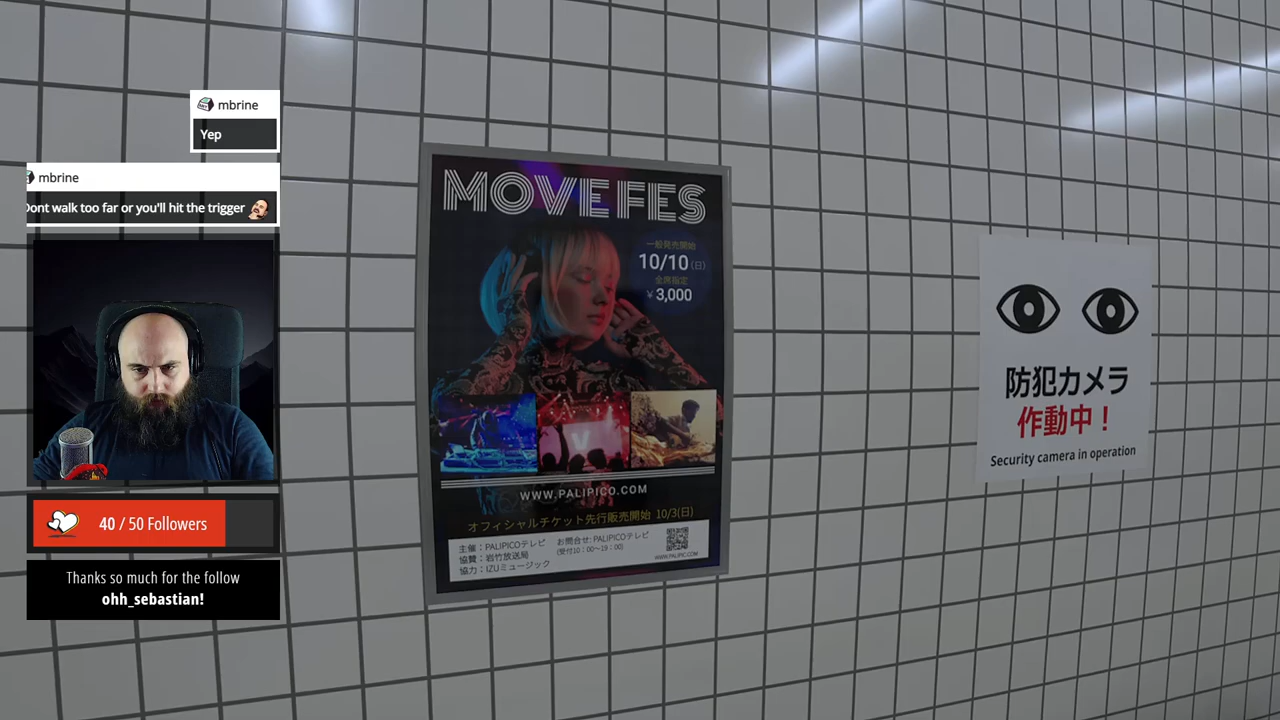 mbrine
Yep
mbrine
Dont walk too far or you'll hit the trigger
40 / 50 Followers
Thanks so much for the follow
ohh_sebastian!
MOVE FES
一般発売開始
10/10(日)
全席指定
¥3,000
V
WWW.PALIPICO.COM
オフィシャルチケット先行販売開始 10/3(日)
主催：PALIPICOテレビ
協賛：岩竹放送局
協力：IZUミュージック
お問合せ: PALIPICOテレビ
(受付10：00〜19：00)
WWW.PALIPIC.COM
防犯カメラ
作動中！
Security camera in operation